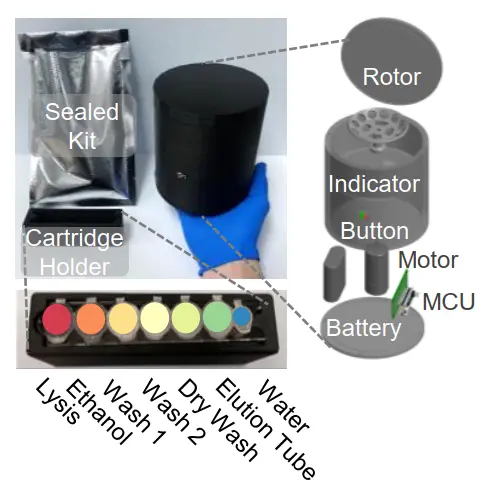 Sealed
Kit
Cartridge
Holder
Rotor
Indicator
Button
Motor
MCU
Battery
Lysis
Ethanol
Wash 1
Wash 2
Dry Wash
Elution Tube
Water